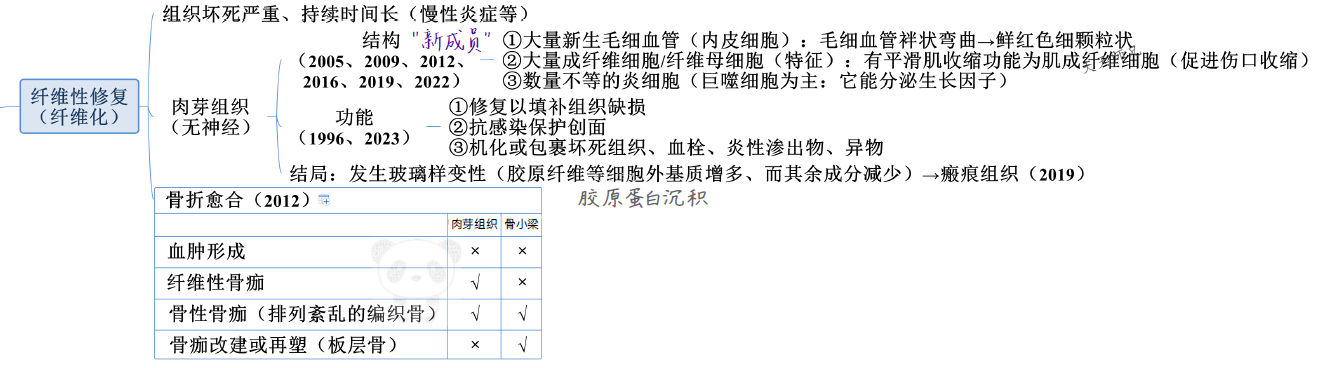 组织坏死严重、持续时间长（慢性炎症等）
结构 "新成员"
（2005、2009、2012、
2016、2019、2022）
①大量新生毛细血管（内皮细胞）：毛细血管袢状弯曲→鲜红色细颗粒状
②大量成纤维细胞/纤维母细胞（特征）：有平滑肌收缩功能为肌成纤维细胞（促进伤口收缩）
③数量不等的炎细胞（巨噬细胞为主：它能分泌生长因子）
纤维性修复
（纤维化）
肉芽组织
（无神经）
功能
（1996、2023）
①修复以填补组织缺损
②抗感染保护创面
③机化或包裹坏死组织、血栓、炎性渗出物、异物
结局：发生玻璃样变性（胶原纤维等细胞外基质增多、而其余成分减少）→瘢痕组织（2019）
胶原蛋白沉积
骨折愈合（2012）
肉芽组织 骨小梁
血肿形成 × ×
纤维性骨痂 √ ×
骨性骨痂（排列紊乱的编织骨） √ √
骨痂改建或再塑（板层骨） × √